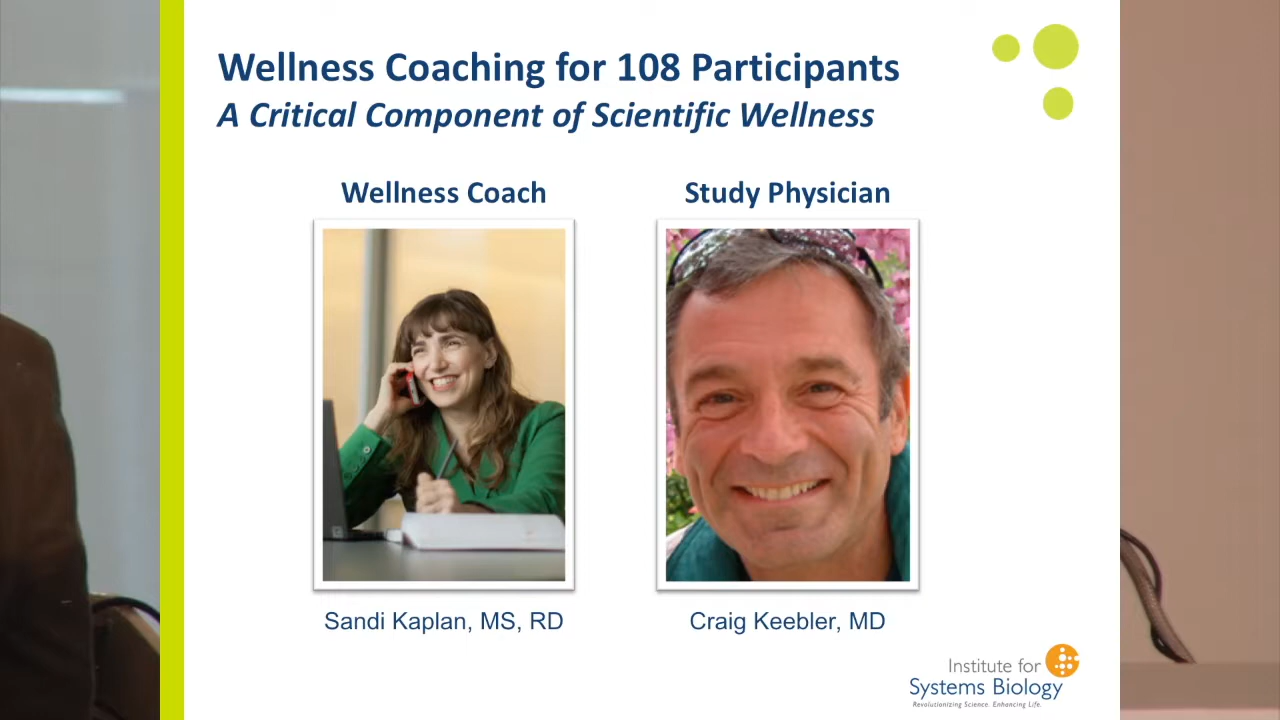 Wellness Coaching for 108 Participants
A Critical Component of Scientific Wellness
Wellness Coach
Study Physician
Sandi Kaplan, MS, RD
Craig Keebler, MD
Institute for
Systems Biology
Revolutionizing Science. Enhancing Life.